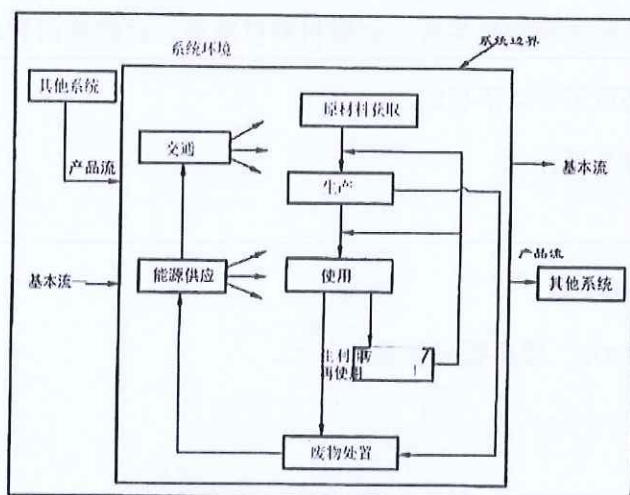 系统环境
系统边界
其他系统
原材料获取
交通
产品流
基本流
生产
产品流
基本流
能源供应
使用
其他系统
再使用
废物处置